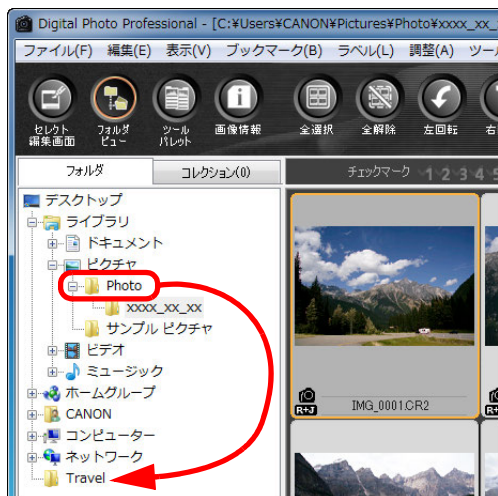 Digital Photo Professional - [C:¥Users¥CANON¥Pictures¥Photo¥xxxx_xx_
ファイル(F) 編集(E) 表示(V) ブックマーク(B) ラベル(L) 調整(A) ツー
セレクト編集画面 フォルダビュー ツールパレット 画像情報 全選択 全解除 左回転 右
フォルダ コレクション(0) チェックマーク 1 2 3 4 5
デスクトップ
ライブラリ
ドキュメント
ピクチャ
Photo
xxxx_xx_xx
サンプル ピクチャ
ビデオ
ミュージック
ホームグループ
CANON
コンピューター
ネットワーク
Travel
R+J IMG_0001.CR2